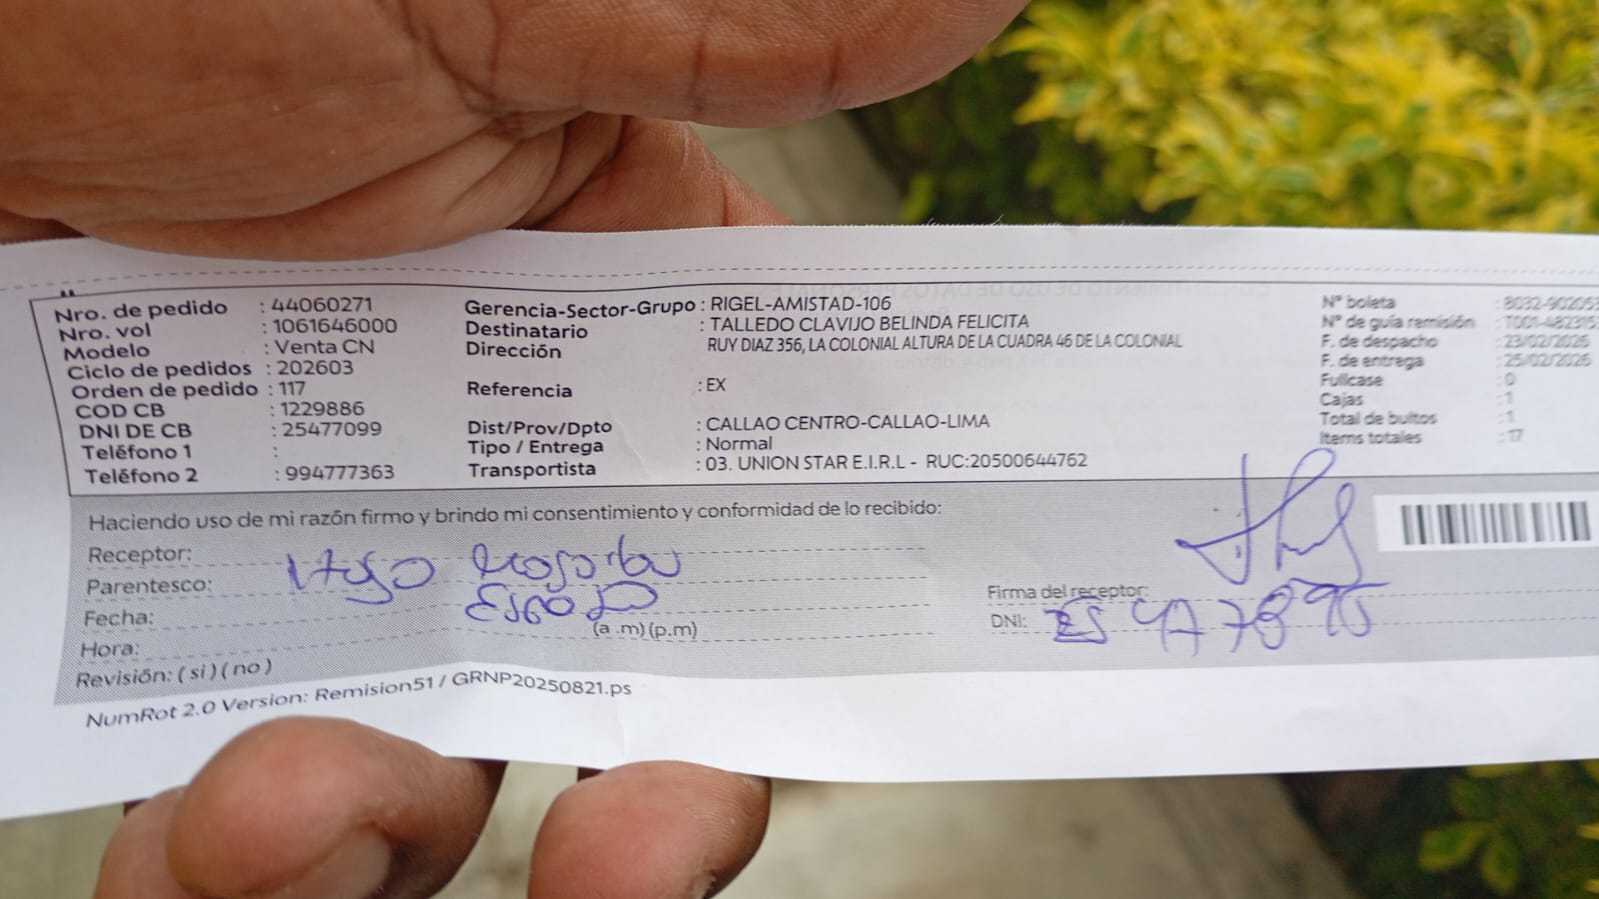 Nro. de pedido : 44060271
Nro. vol : 1061646000
Modelo : Venta CN
Ciclo de pedidos : 202603
Orden de pedido : 117
COD CB : 1229886
DNI DE CB : 25477099
Teléfono 1 :
Teléfono 2 : 994777363
Gerencia-Sector-Grupo : RIGEL-AMISTAD-106
Destinatario : TALLEDO CLAVIJO BELINDA FELICITA
Dirección RUY DIAZ 356, LA COLONIAL ALTURA DE LA CUADRA 46 DE LA COLONIAL
Referencia : EX
Dist/Prov/Dpto : CALLAO CENTRO-CALLAO-LIMA
Tipo / Entrega : Normal
Transportista : 03. UNION STAR E.I.R.L - RUC:20500644762
N° boleta
N° de guía remisión
F. de despacho : 23/02/2026
F. de entrega : 25/02/2026
Fullcase : 0
Cajas : 1
Total de bultos : 1
Items totales : 17
Haciendo uso de mi razón firmo y brindo mi consentimiento y conformidad de lo recibido:
Receptor: Hugo
Parentesco: Esposo
Fecha:
Hora: (a .m) (p.m)
Revisión: ( si ) ( no )
Firma del receptor:
DNI:
NumRot 2.0 Version: Remision51 / GRNP20250821.ps